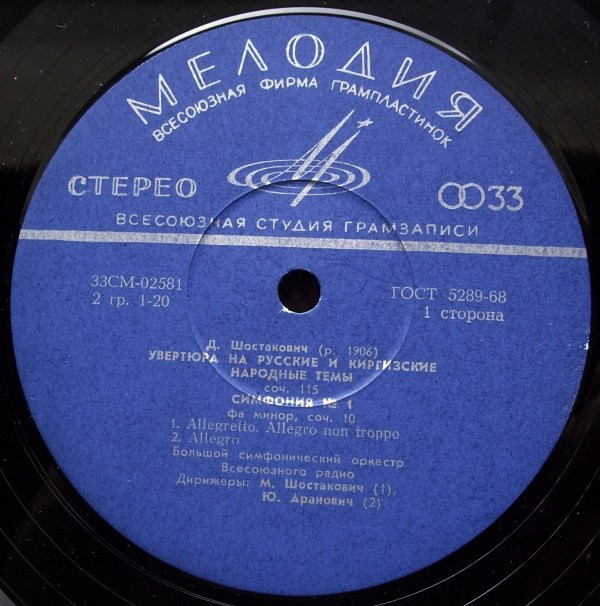 МЕЛОДИЯ
ВСЕСОЮЗНАЯ ФИРМА ГРАМПЛАСТИНОК
СТЕРЕО
33
ВСЕСОЮЗНАЯ СТУДИЯ ГРАМЗАПИСИ
33СМ-02581
2 гр. 1-20
ГОСТ 5289-68
1 сторона
Д. Шостакович (р. 1906)
УВЕРТЮРА НА РУССКИЕ И КИРГИЗСКИЕ
НАРОДНЫЕ ТЕМЫ
соч. 115
СИМФОНИЯ № 1
фа минор, соч. 10
1. Allegretto. Allegro non troppo
2. Allegro
Большой симфонический оркестр
Всесоюзного радио
Дирижеры: М. Шостакович (1),
Ю. Аранович (2)